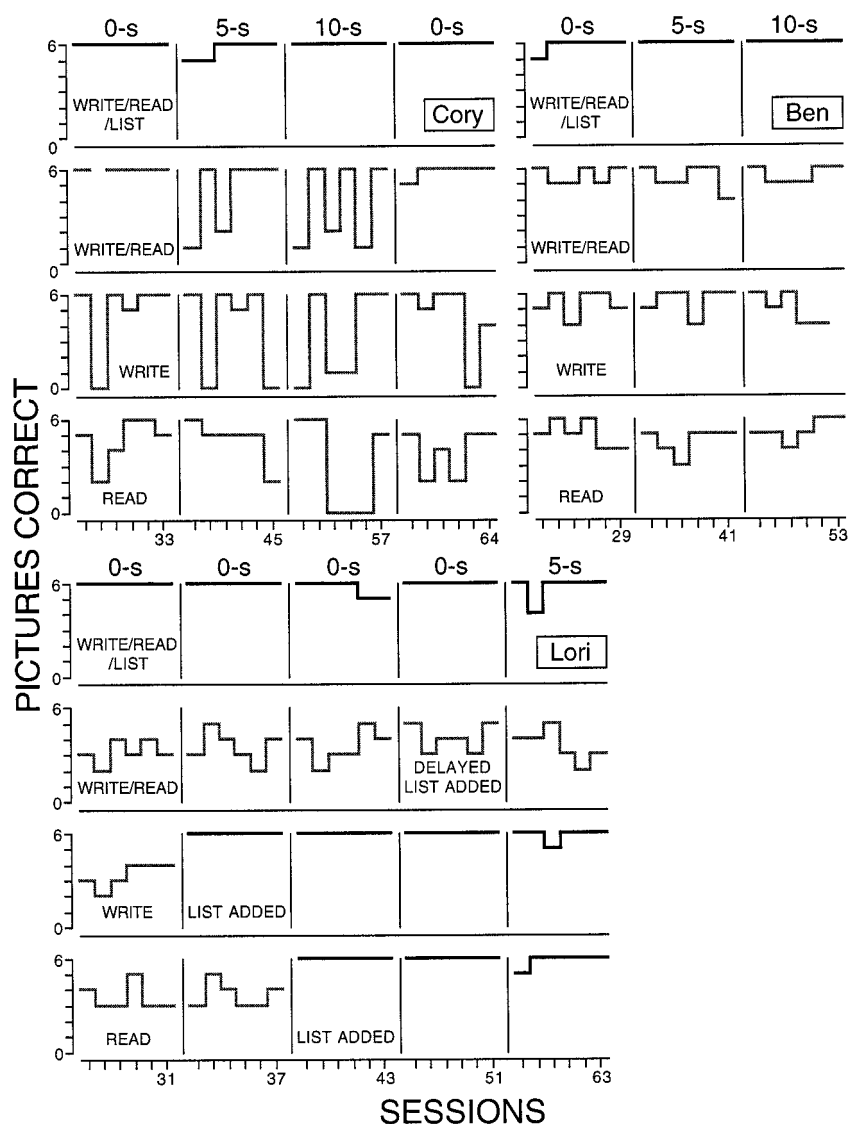 0-s 5-s 10-s 0-s 0-s 5-s 10-s
6 6
WRITE/READ
/LIST
Cory
WRITE/READ
/LIST
Ben
0 0
6 6
WRITE/READ
WRITE/READ
0 0
6 6
WRITE
WRITE
0 0
6 6
READ
READ
0 0
33 45 57 64 29 41 53
PICTURES CORRECT
0-s 0-s 0-s 0-s 5-s
6
WRITE/READ
/LIST
Lori
0
6
WRITE/READ
DELAYED
LIST ADDED
0
6
WRITE
LIST ADDED
0
6
READ
LIST ADDED
0
31 37 43 51 63
SESSIONS